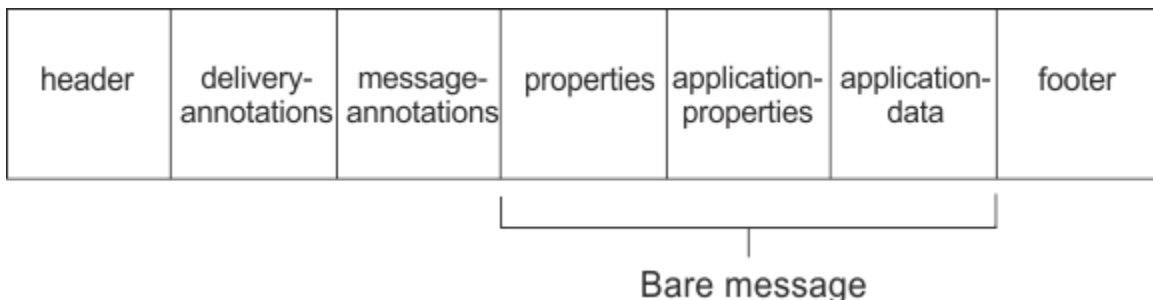 header
delivery-
annotations
message-
annotations
properties
application-
properties
application-
data
footer
Bare message